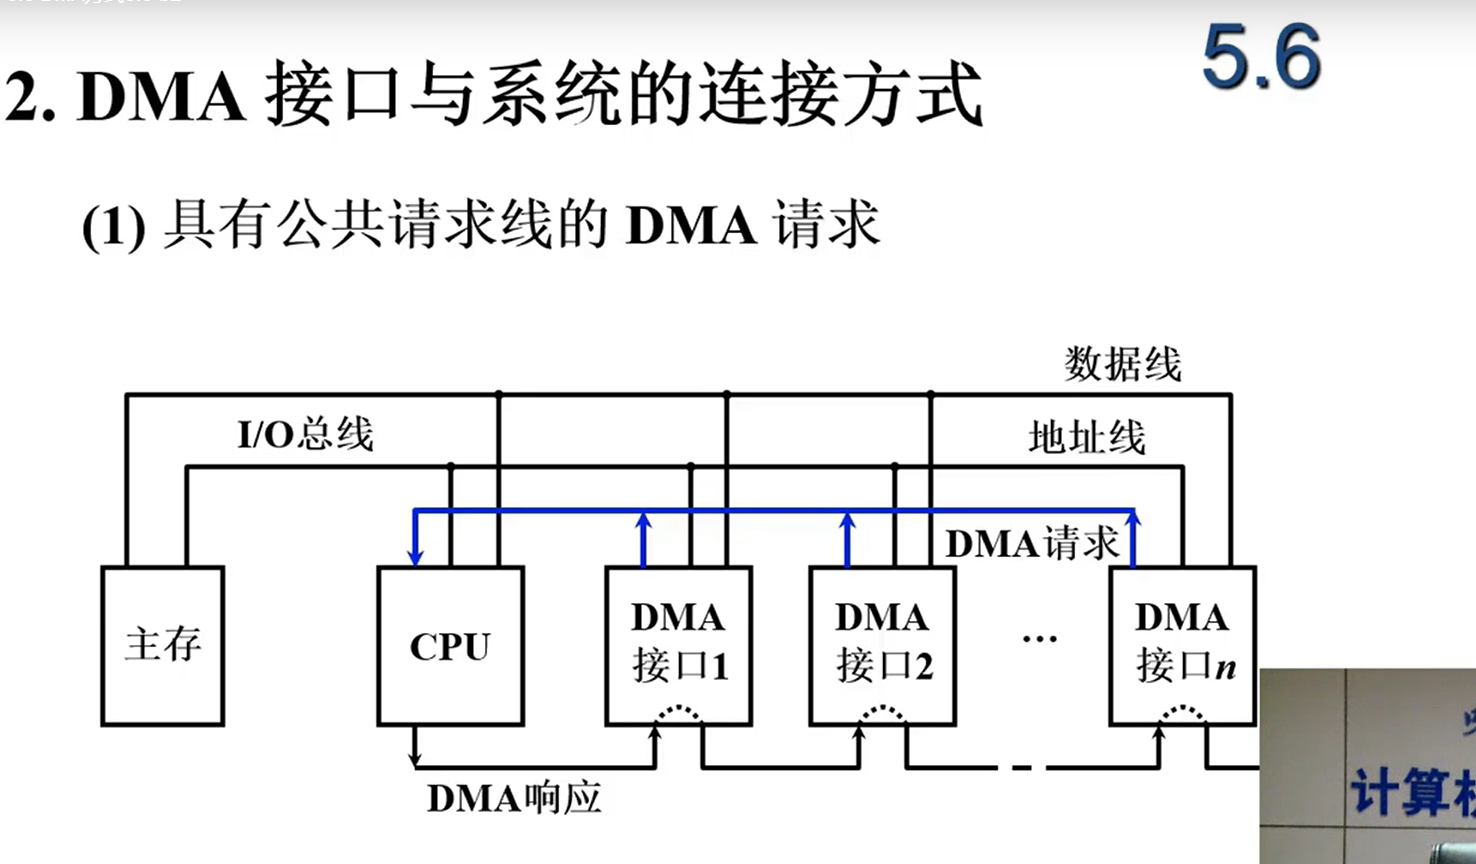 5.6
2. DMA 接口与系统的连接方式
(1) 具有公共请求线的 DMA 请求
数据线
I/O总线
地址线
DMA请求
主存
CPU
DMA
接口1
DMA
接口2
...
DMA
接口n
DMA响应
计算